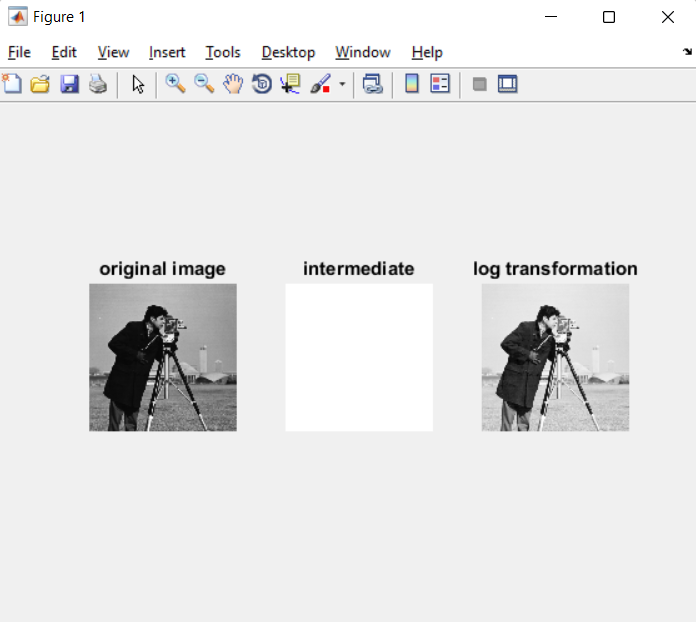 Figure 1
File Edit View Insert Tools Desktop Window Help
original image intermediate log transformation